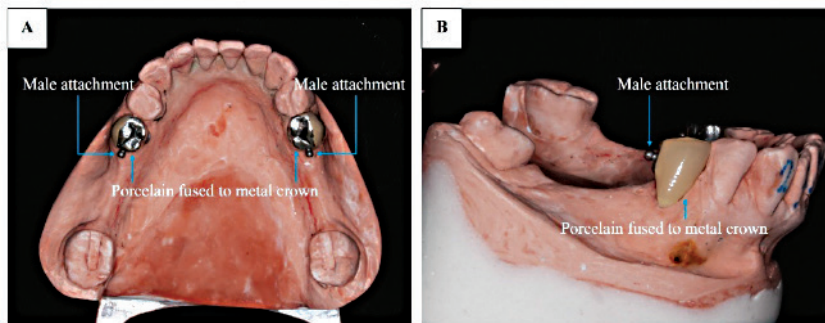 A
Male attachment
Male attachment
Porcelain fused to metal crown
B
Male attachment
Porcelain fused to metal crown